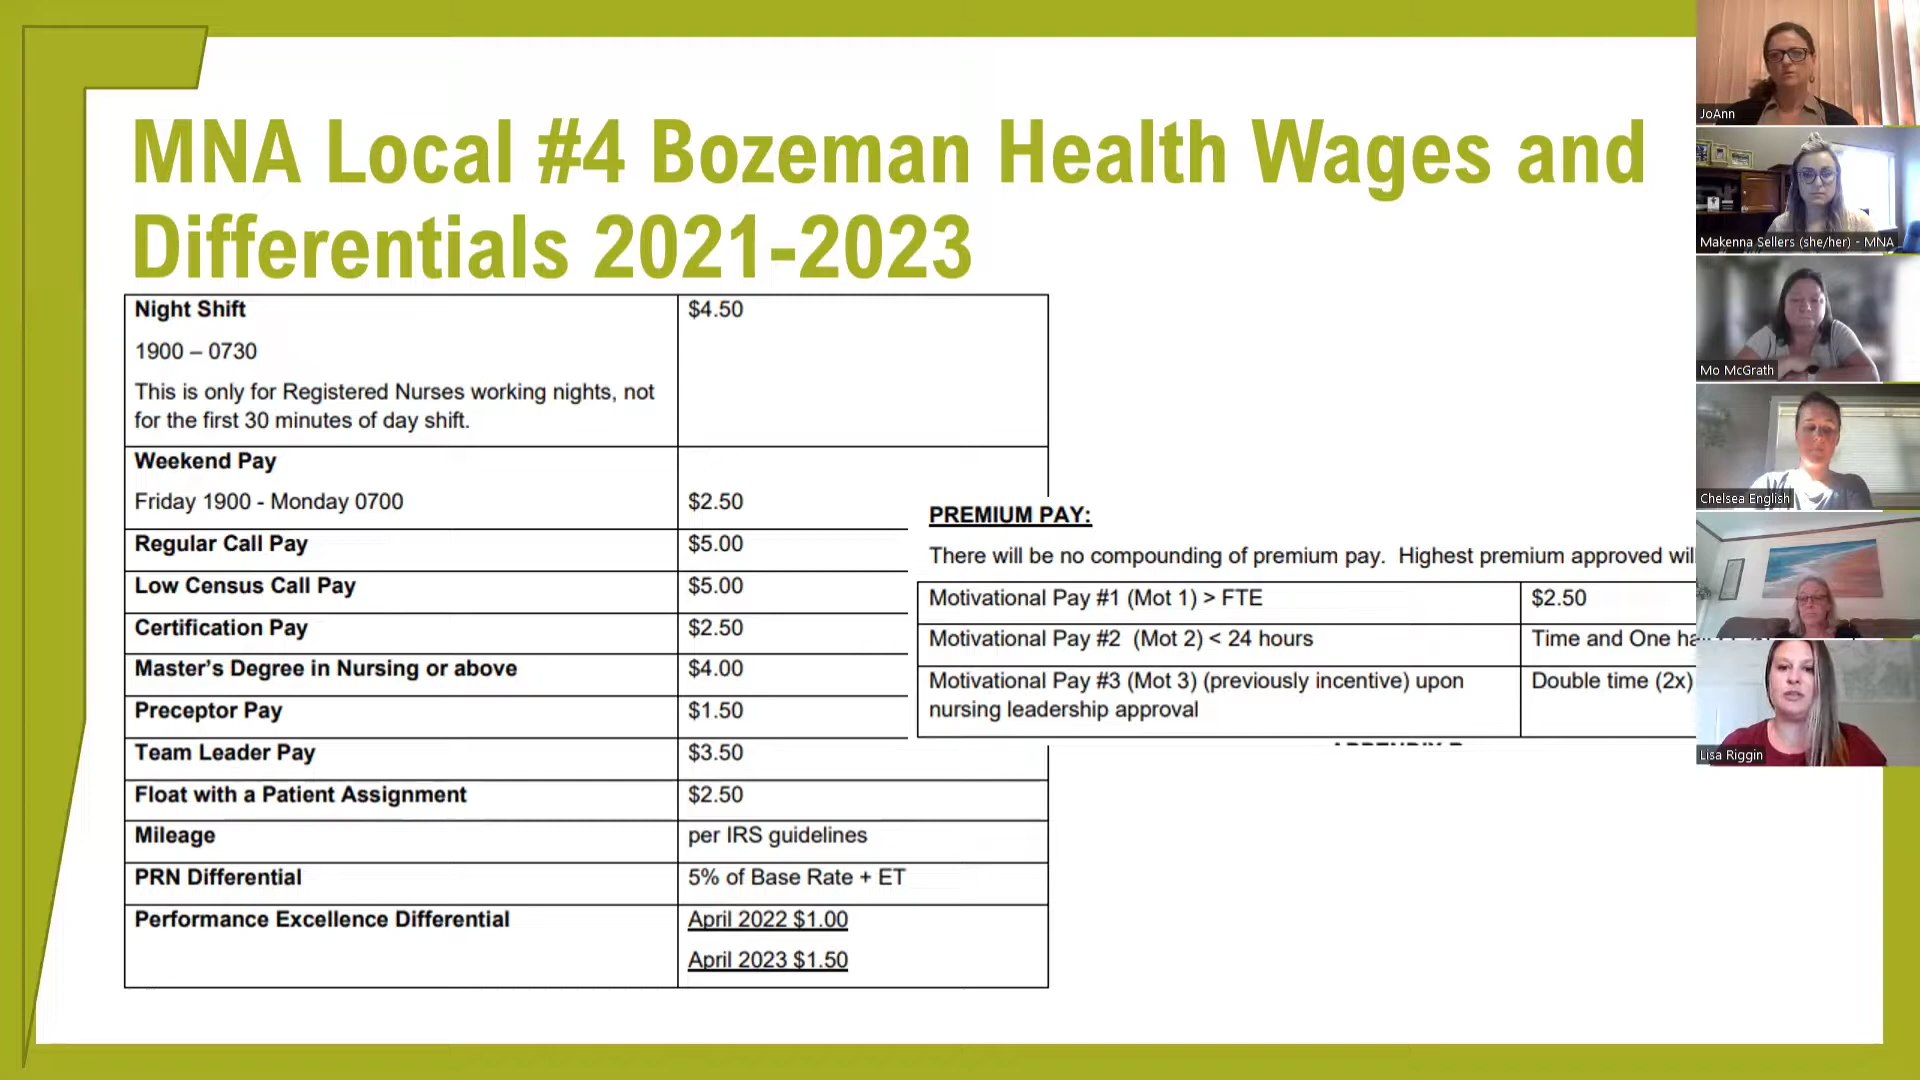 MNA Local #4 Bozeman Health Wages and
Differentials 2021-2023
Night Shift $4.50
1900 – 0730
This is only for Registered Nurses working nights, not
for the first 30 minutes of day shift.
Weekend Pay
Friday 1900 - Monday 0700 $2.50
Regular Call Pay $5.00
Low Census Call Pay $5.00
Certification Pay $2.50
Master's Degree in Nursing or above $4.00
Preceptor Pay $1.50
Team Leader Pay $3.50
Float with a Patient Assignment $2.50
Mileage per IRS guidelines
PRN Differential 5% of Base Rate + ET
Performance Excellence Differential April 2022 $1.00
April 2023 $1.50
PREMIUM PAY:
There will be no compounding of premium pay. Highest premium approved
Motivational Pay #1 (Mot 1) > FTE $2.50
Motivational Pay #2 (Mot 2) < 24 hours Time and One
Motivational Pay #3 (Mot 3) (previously incentive) upon Double time (2x)
nursing leadership approval
JoAnn
Makenna Sellers (she/her) - MNA
Mo McGrath
Chelsea English
Lisa Riggin